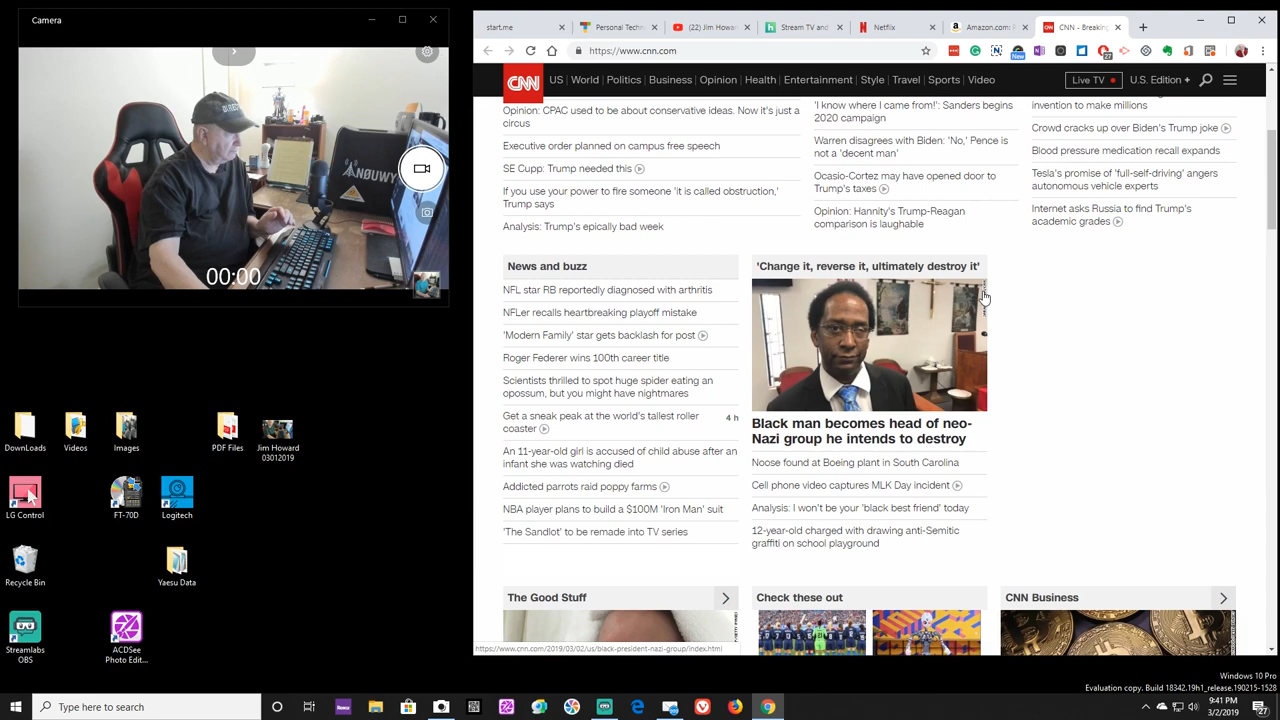 Camera
00:00
start.me
Personal Techn
(22) Jim Howar
Stream TV and
Netflix
Amazon.com: F
CNN - Breaking
https://www.cnn.com
New
27
CNN
US
World
Politics
Business
Opinion
Health
Entertainment
Style
Travel
Sports
Video
Live TV
U.S. Edition +
Opinion: CPAC used to be about conservative ideas. Now it's just a
circus
Executive order planned on campus free speech
SE Cupp: Trump needed this
If you use your power to fire someone 'it is called obstruction,'
Trump says
Analysis: Trump's epically bad week
'I know where I came from!': Sanders begins
2020 campaign
Warren disagrees with Biden: 'No,' Pence is
not a 'decent man'
Ocasio-Cortez may have opened door to
Trump's taxes
Opinion: Hannity's Trump-Reagan
comparison is laughable
invention to make millions
Crowd cracks up over Biden's Trump joke
Blood pressure medication recall expands
Tesla's promise of 'full-self-driving' angers
autonomous vehicle experts
Internet asks Russia to find Trump's
academic grades
News and buzz
NFL star RB reportedly diagnosed with arthritis
NFLer recalls heartbreaking playoff mistake
'Modern Family' star gets backlash for post
Roger Federer wins 100th career title
Scientists thrilled to spot huge spider eating an
opossum, but you might have nightmares
Get a sneak peak at the world's tallest roller
coaster
4 h
An 11-year-old girl is accused of child abuse after an
infant she was watching died
Addicted parrots raid poppy farms
NBA player plans to build a $100M 'Iron Man' suit
'The Sandlot' to be remade into TV series
'Change it, reverse it, ultimately destroy it'
Black man becomes head of neo-
Nazi group he intends to destroy
Noose found at Boeing plant in South Carolina
Cell phone video captures MLK Day incident
Analysis: I won't be your 'black best friend' today
12-year-old charged with drawing anti-Semitic
graffiti on school playground
The Good Stuff
Check these out
CNN Business
https://www.cnn.com/2019/03/02/us/black-president-nazi-group/index.html
DownLoads
Videos
Images
PDF Files
Jim Howard
03012019
LG Control
FT-70D
Logitech
Recycle Bin
Yaesu Data
Streamlabs
OBS
ACDSee
Photo Edit...
Windows 10 Pro
Evaluation copy. Build 18342.19h1_release.190215-1528
Type here to search
Roku
9:41 PM
3/2/2019
27